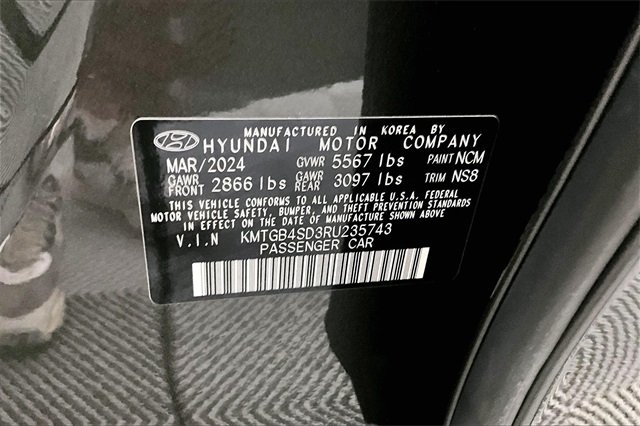 MANUFACTURED IN KOREA BY
HYUNDAI MOTOR COMPANY
MAR/2024 GVWR 5567 lbs PAINT NCM
GAWR FRONT 2866 lbs GAWR REAR 3097 lbs TRIM NS8
THIS VEHICLE CONFORMS TO ALL APPLICABLE U.S.A. FEDERAL
MOTOR VEHICLE SAFETY, BUMPER, AND THEFT PREVENTION STANDARDS
IN EFFECT ON THE DATE OF MANUFACTURE SHOWN ABOVE.
V.I.N KMTGB4SD3RU235743
PASSENGER CAR